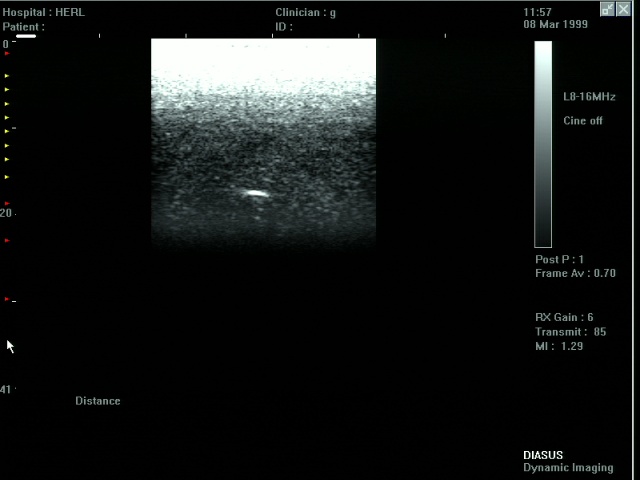 Hospital : HERL
Clinician : g
11:57
Patient :
ID :
08 Mar 1999
0
L8-16MHz
Cine off
20
Post P : 1
Frame Av : 0.70
RX Gain : 6
Transmit : 85
MI : 1.29
41
Distance
DIASUS
Dynamic Imaging